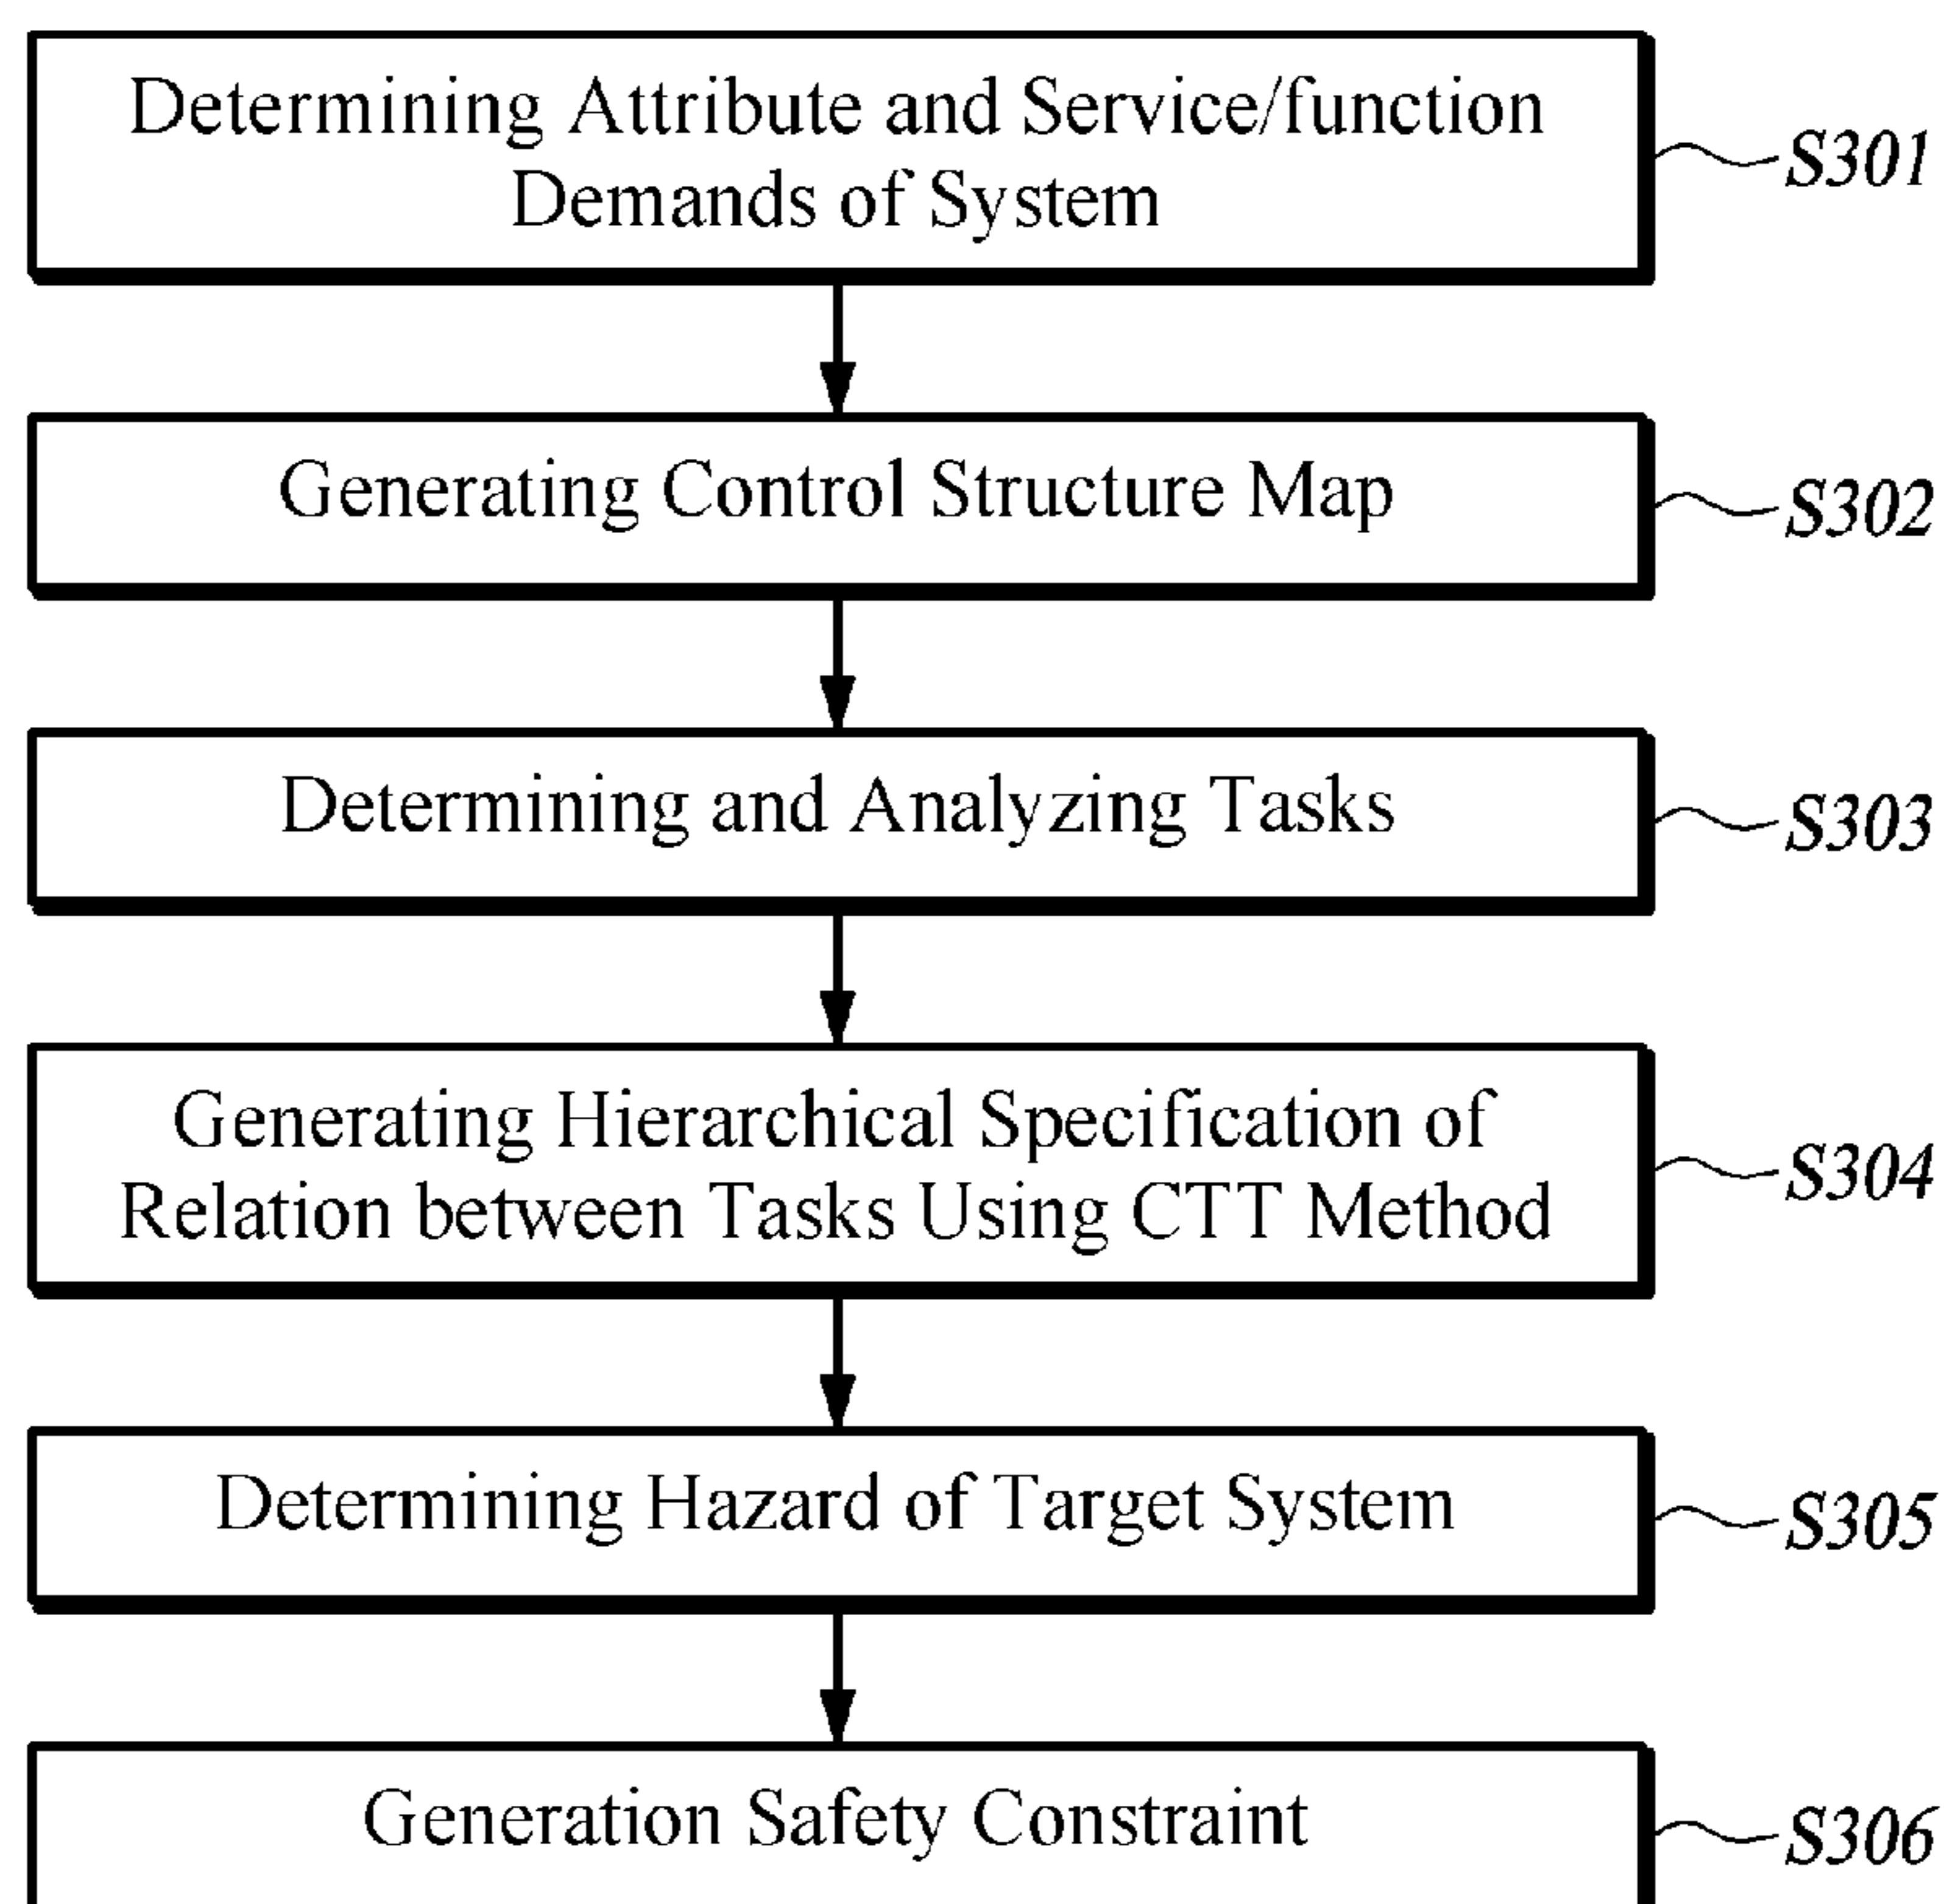 Determining Attribute and Service/function
Demands of System
S301
Generating Control Structure Map
S302
Determining and Analyzing Tasks
S303
Generating Hierarchical Specification of
Relation between Tasks Using CTT Method
S304
Determining Hazard of Target System
S305
Generation Safety Constraint
S306